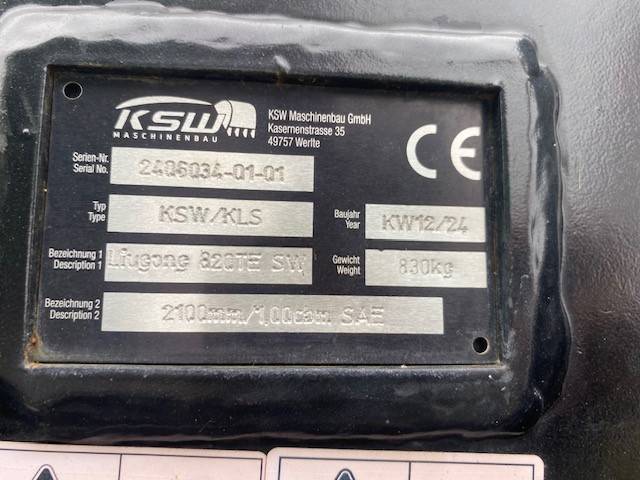 KSW
MASCHINENBAU
KSW Maschinenbau GmbH
Kasernenstrasse 35
49757 Werlte
CE
Serien-Nr.
Serial No.
2406034-01-01
Typ
Type
KSW/KLS
Baujahr
Year
KW12/24
Bezeichnung 1
Description 1
Liugong 820TE SW
Gewicht
Weight
830kg
Bezeichnung 2
Description 2
2100mm/1,00cbm SAE